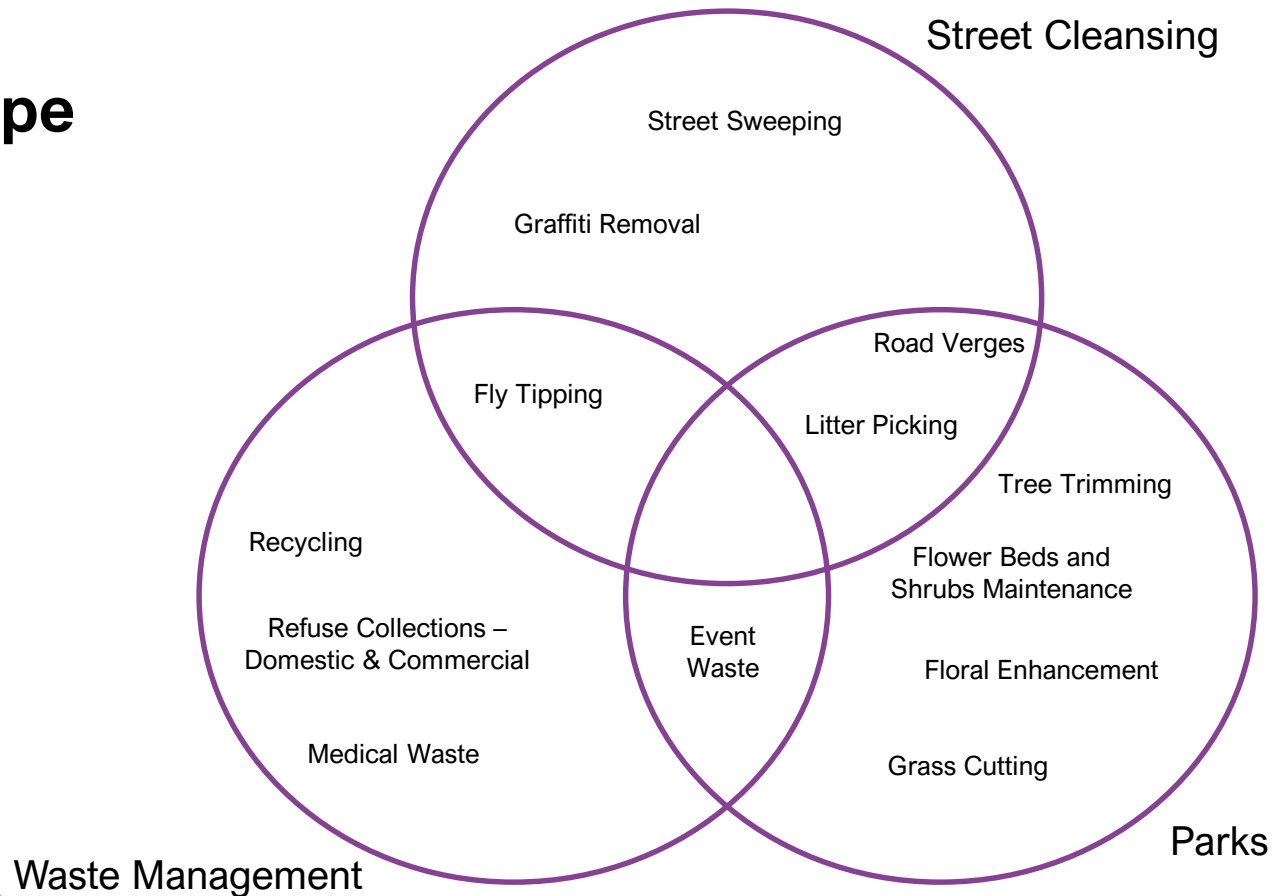 Street Cleansing
pe
Street Sweeping
Graffiti Removal
Road Verges
Fly Tipping
Litter Picking
Tree Trimming
Recycling
Flower Beds and
Shrubs Maintenance
Refuse Collections –
Domestic & Commercial
Event
Waste
Floral Enhancement
Medical Waste
Grass Cutting
Parks
Waste Management